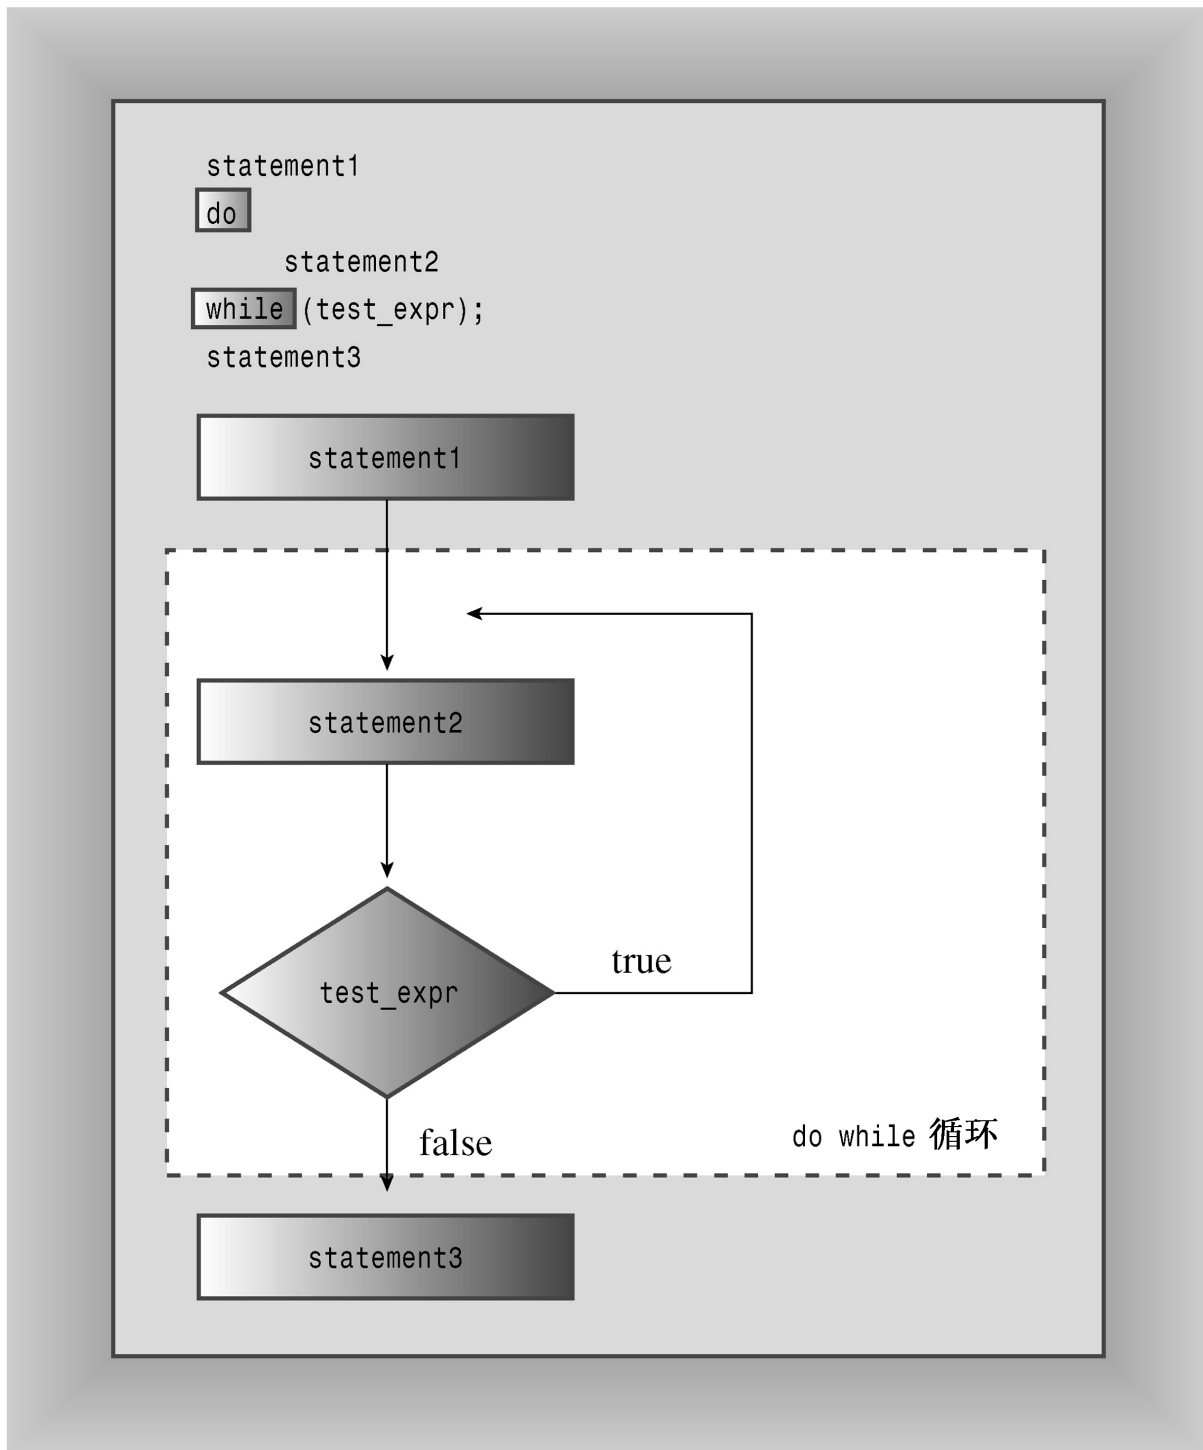 statement1
do
statement2
while (test_expr);
statement3
statement1
statement2
test_expr
true
false
do while 循环
statement3